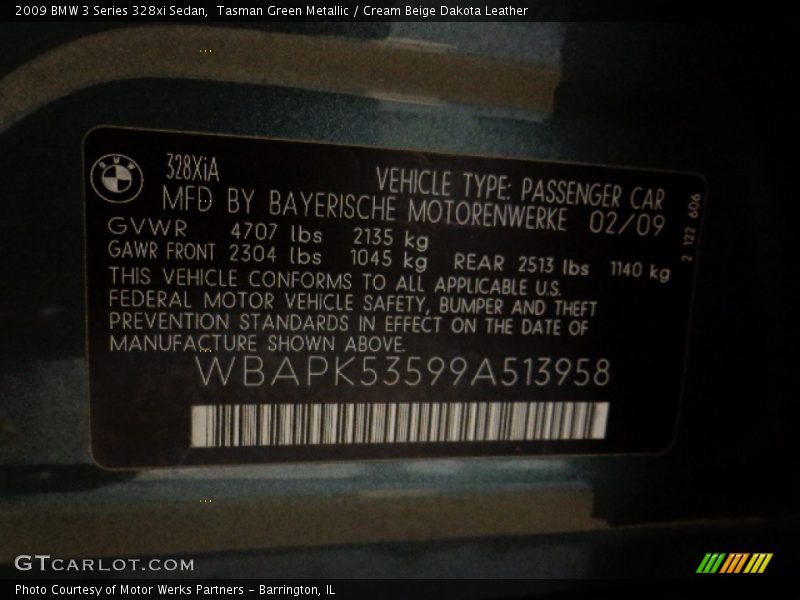 2009 BMW 3 Series 328xi Sedan,  Tasman Green Metallic / Cream Beige Dakota Leather
BMW
328XiA
VEHICLE TYPE: PASSENGER CAR
MFD BY BAYERISCHE MOTORENWERKE 02/09
GVWR 4707 lbs 2135 kg
GAWR FRONT 2304 lbs 1045 kg REAR 2513 lbs 1140 kg
THIS VEHICLE CONFORMS TO ALL APPLICABLE U.S.
FEDERAL MOTOR VEHICLE SAFETY, BUMPER AND THEFT
PREVENTION STANDARDS IN EFFECT ON THE DATE OF
MANUFACTURE SHOWN ABOVE.
WBAPK53599A513958
2 122 606
GTCARLOT.COM
Photo Courtesy of Motor Werks Partners - Barrington, IL